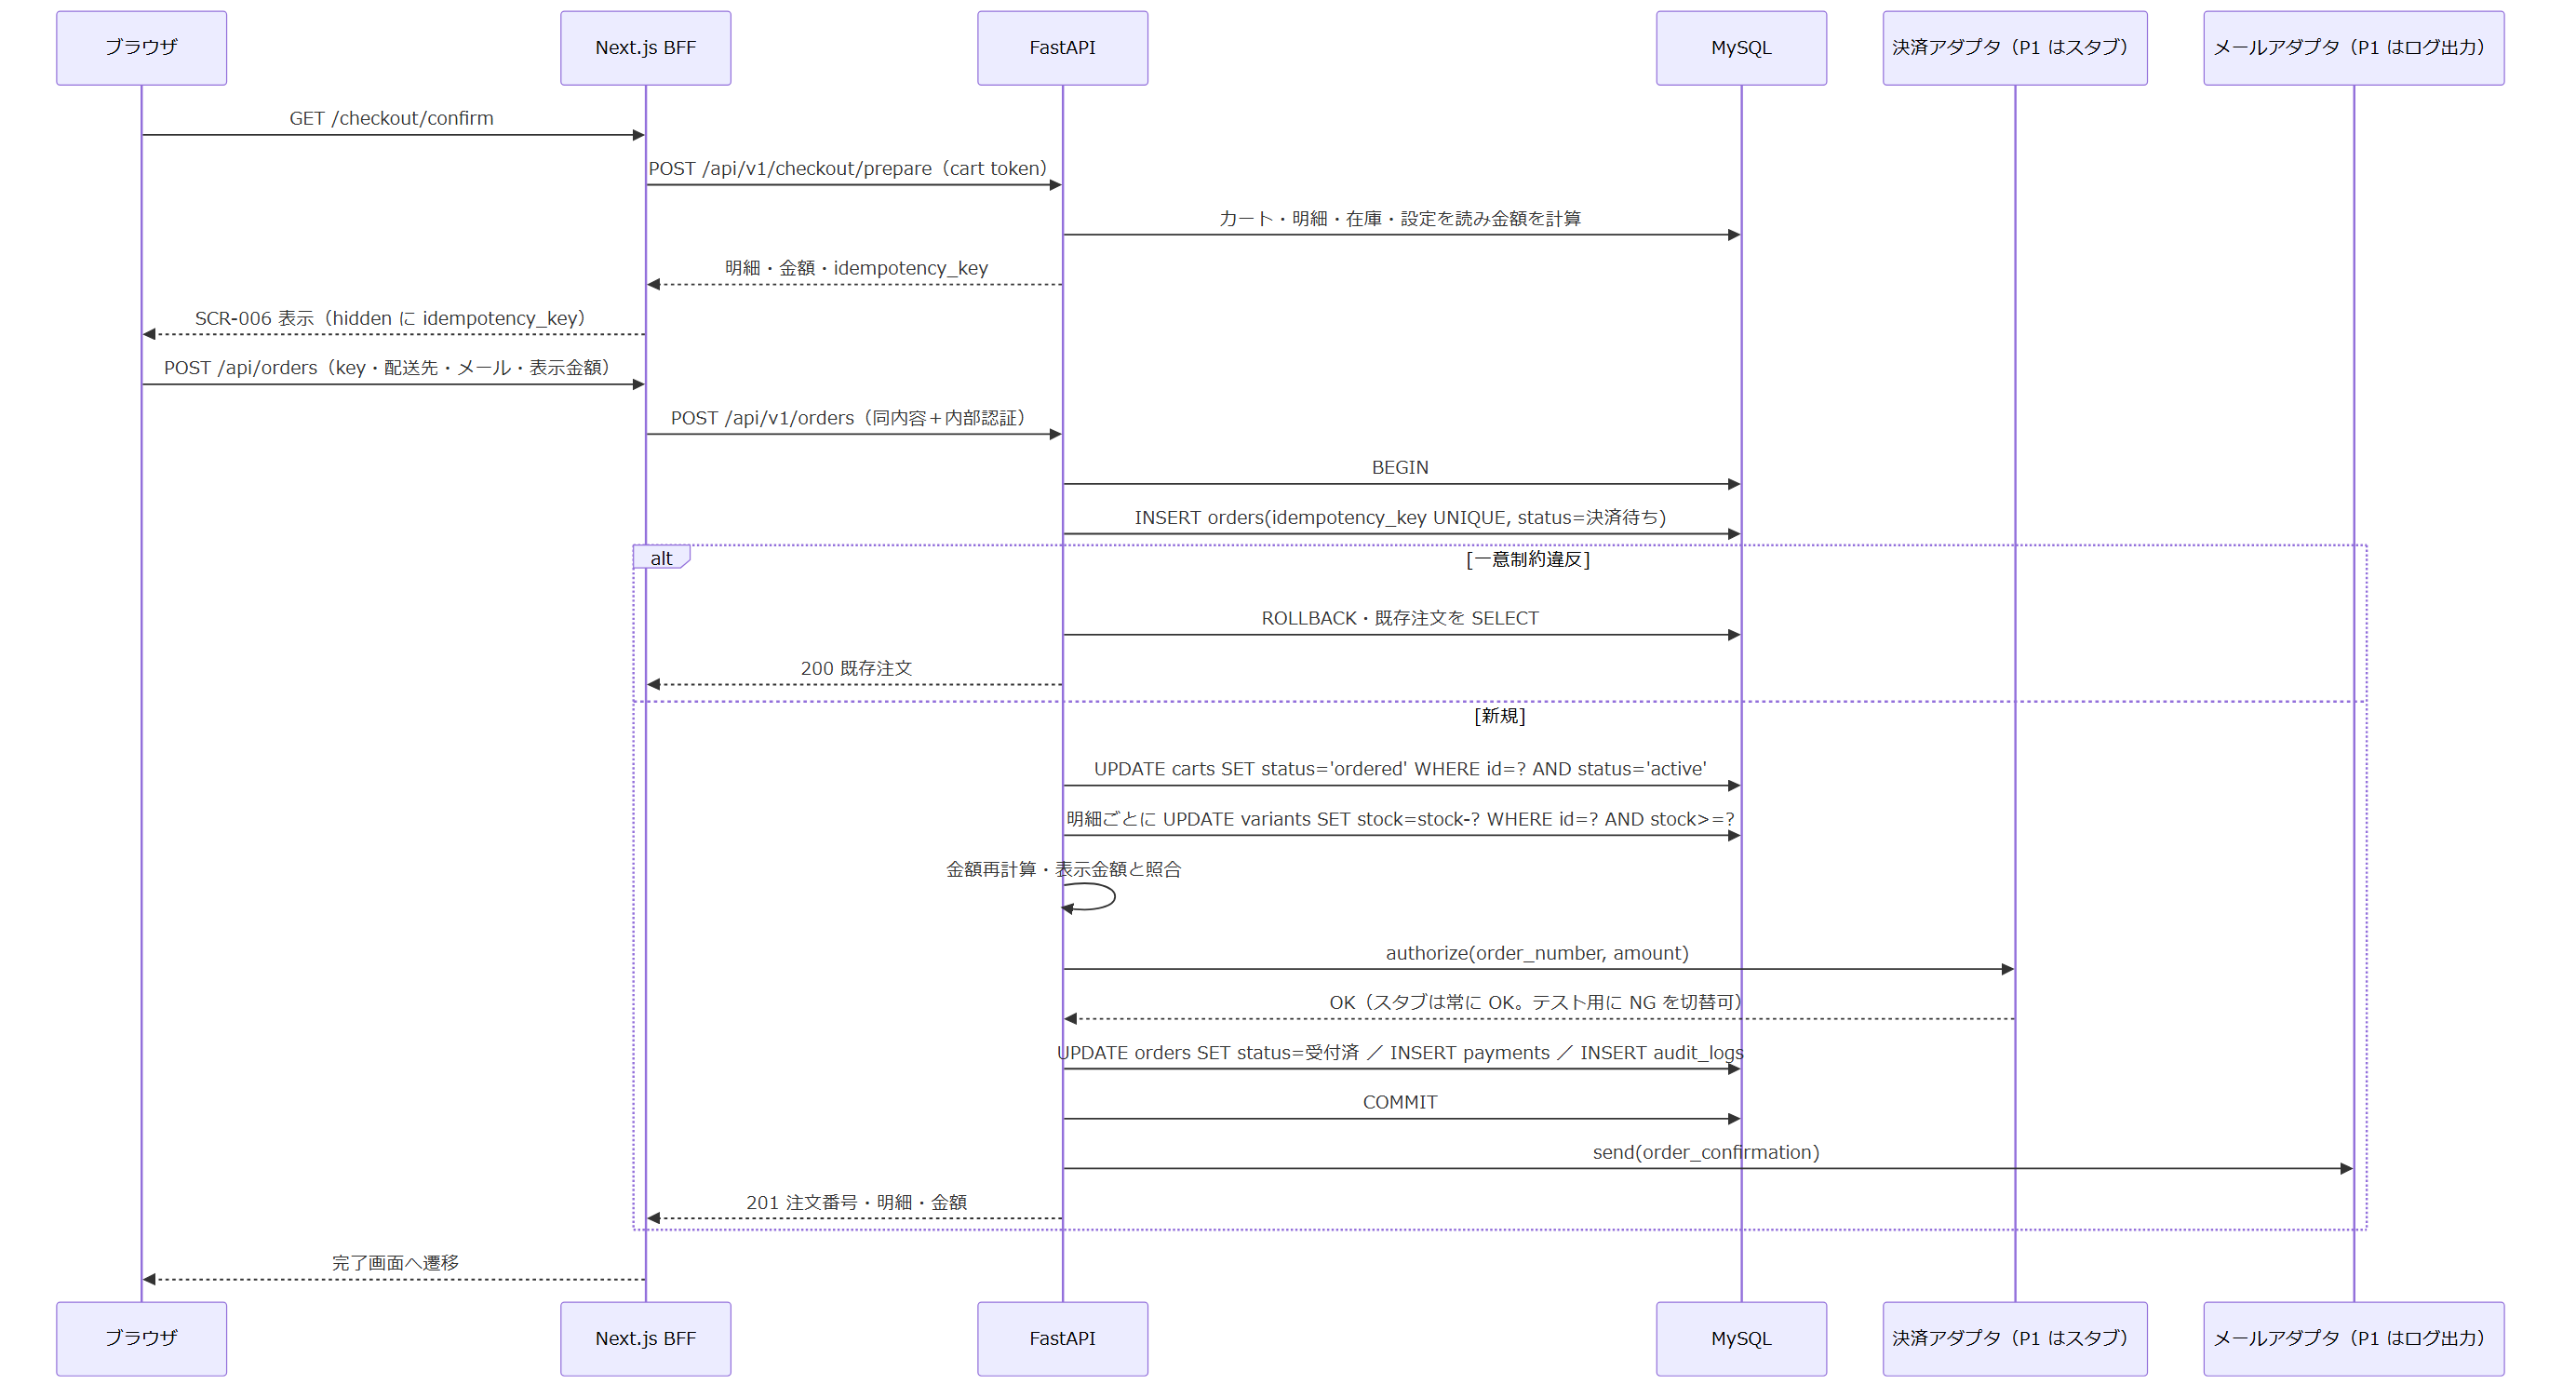 ブラウザ
Next.js BFF
FastAPI
MySQL
決済アダプタ（P1 はスタブ）
メールアダプタ（P1 はログ出力）
GET /checkout/confirm
POST /api/v1/checkout/prepare（cart token）
カート・明細・在庫・設定を読み金額を計算
明細・金額・idempotency_key
SCR-006 表示（hidden に idempotency_key）
POST /api/orders（key・配送先・メール・表示金額）
POST /api/v1/orders（同内容＋内部認証）
BEGIN
INSERT orders(idempotency_key UNIQUE, status=決済待ち)
alt
[一意制約違反]
ROLLBACK・既存注文を SELECT
200 既存注文
[新規]
UPDATE carts SET status='ordered' WHERE id=? AND status='active'
明細ごとに UPDATE variants SET stock=stock-? WHERE id=? AND stock>=?
金額再計算・表示金額と照合
authorize(order_number, amount)
OK（スタブは常に OK。テスト用に NG を切替可）
UPDATE orders SET status=受付済 ／ INSERT payments ／ INSERT audit_logs
COMMIT
send(order_confirmation)
201 注文番号・明細・金額
完了画面へ遷移
ブラウザ
Next.js BFF
FastAPI
MySQL
決済アダプタ（P1 はスタブ）
メールアダプタ（P1 はログ出力）